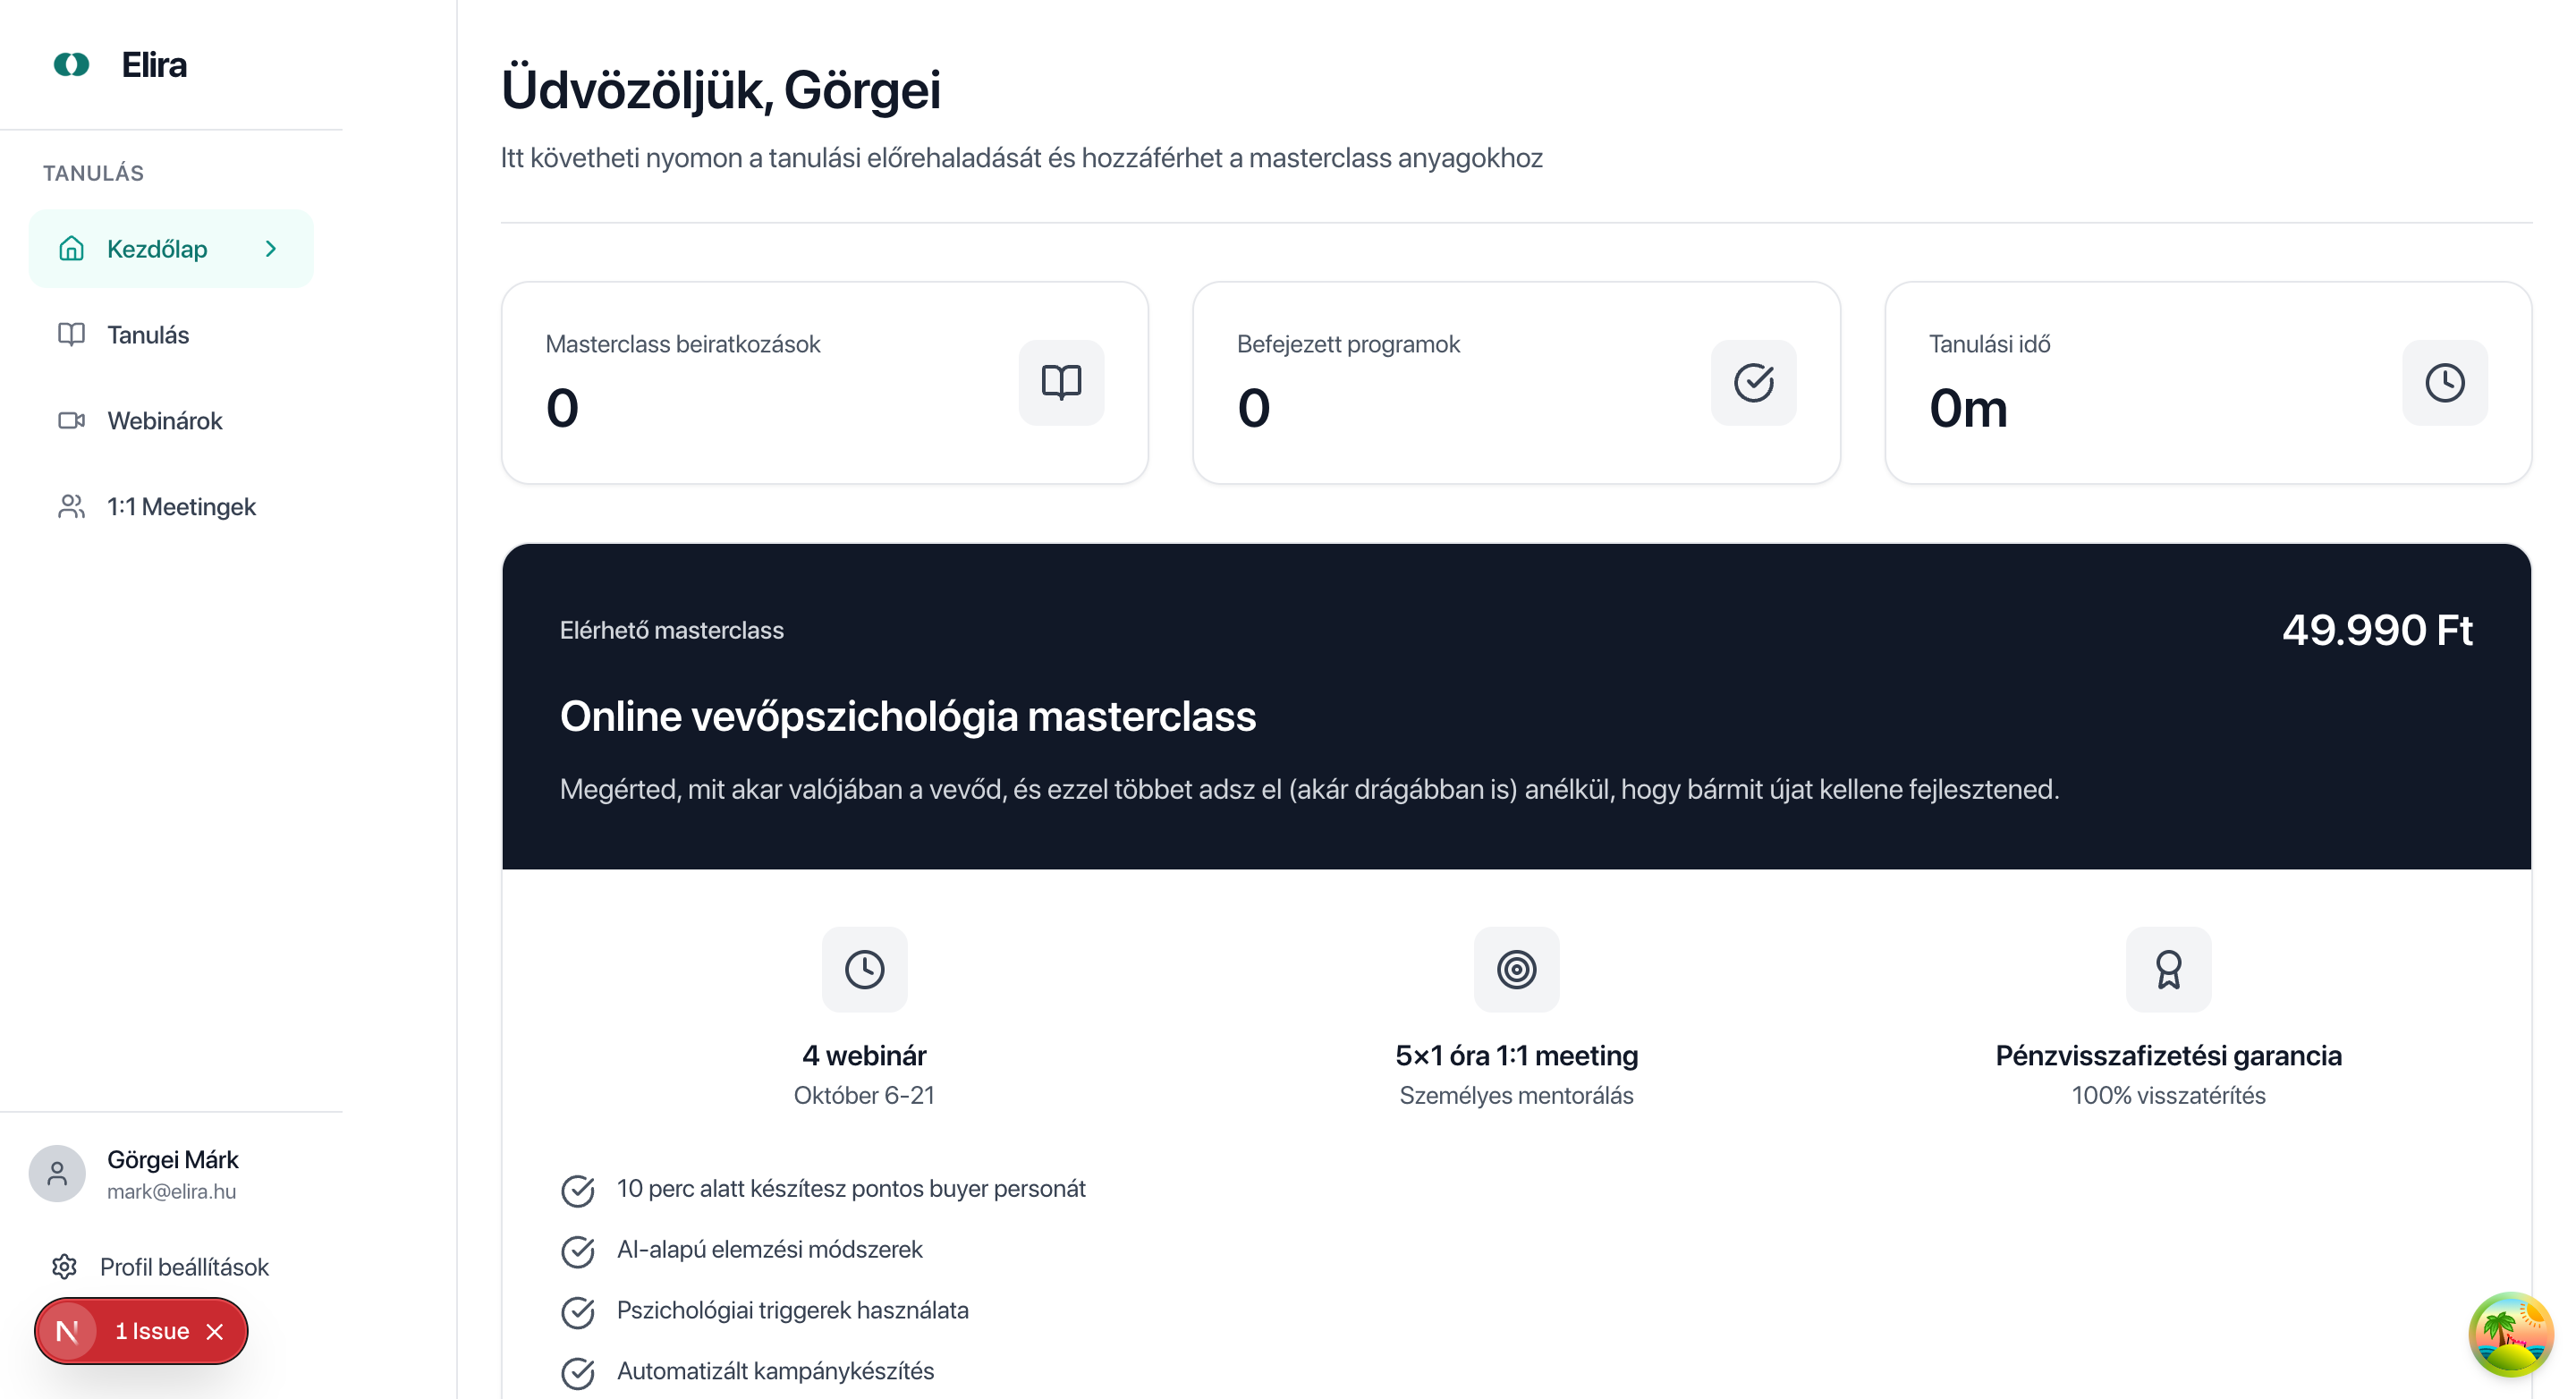 Elira
TANULÁS
Kezdőlap
Tanulás
Webinárok
1:1 Meetingek
Görgei Márk
mark@elira.hu
Profil beállítások
N 1 Issue
Üdvözöljük, Görgei
Itt követheti nyomon a tanulási előrehaladását és hozzáférhet a masterclass anyagokhoz
Masterclass beiratkozások
0
Befejezett programok
0
Tanulási idő
0m
Elérhető masterclass
49.990 Ft
Online vevőpszichológia masterclass
Megérted, mit akar valójában a vevőd, és ezzel többet adsz el (akár drágábban is) anélkül, hogy bármit újat kellene fejlesztened.
4 webinár
Október 6-21
5×1 óra 1:1 meeting
Személyes mentorálás
Pénzvisszafizetési garancia
100% visszatérítés
10 perc alatt készítesz pontos buyer personát
AI-alapú elemzési módszerek
Pszichológiai triggerek használata
Automatizált kampánykészítés